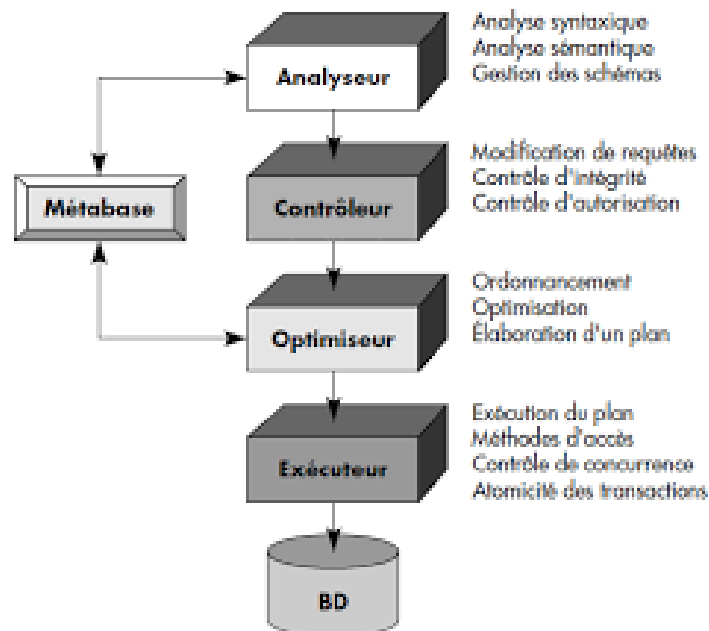 Analyse syntaxique
Analyse sémantique
Gestion des schémas
Analyseur
Modification de requêtes
Contrôle d'intégrité
Contrôle d'autorisation
Métabase
Contrôleur
Ordonnancement
Optimisation
Élaboration d'un plan
Optimiseur
Exécution du plan
Méthodes d'accès
Contrôle de concurrence
Atomicité des transactions
Exécuteur
BD